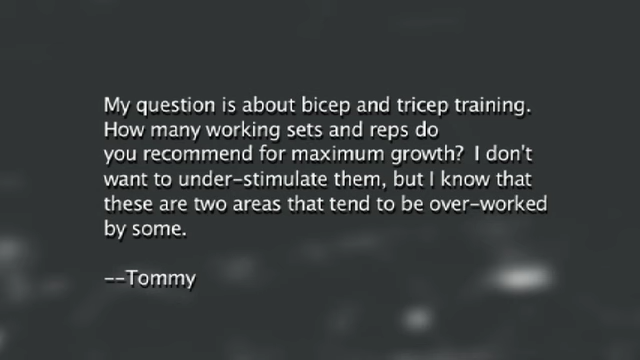 My question is about bicep and tricep training.
How many working sets and reps do
you recommend for maximum growth?  I don't
want to under-stimulate them, but I know that
these are two areas that tend to be over-worked
by some.
--Tommy